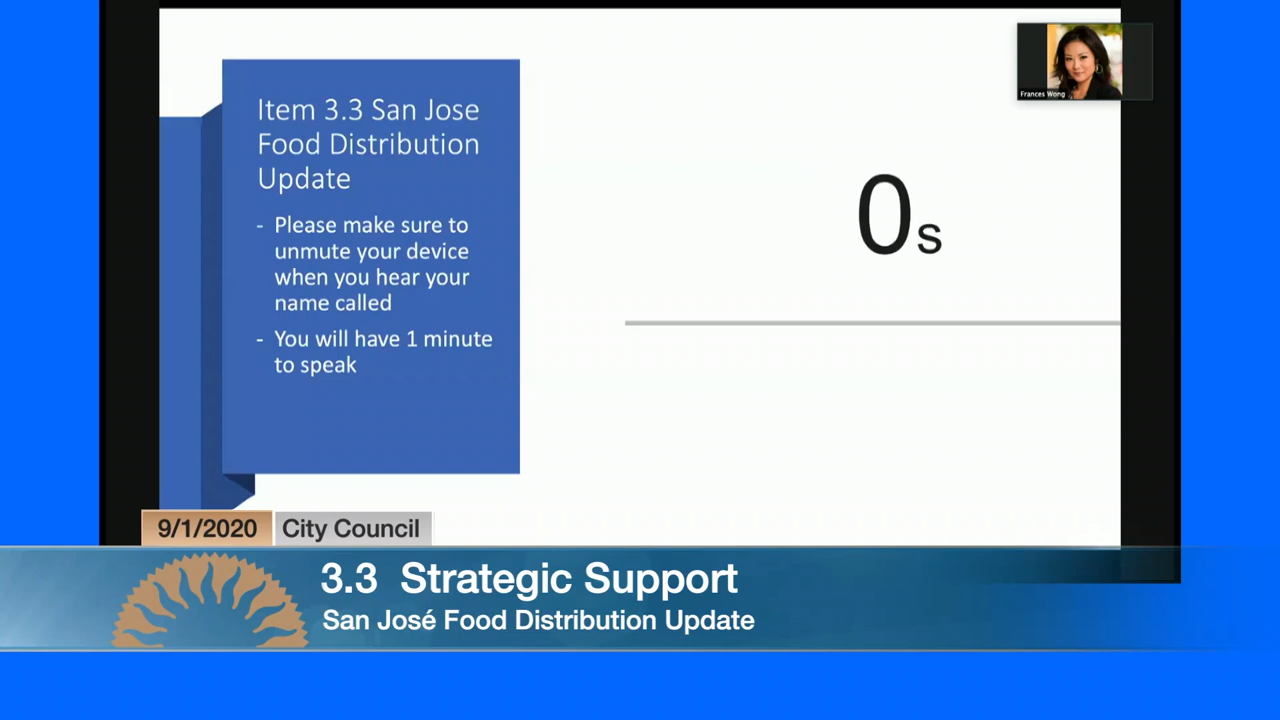 Item 3.3 San Jose
Food Distribution
Update
- Please make sure to
unmute your device
when you hear your
name called
- You will have 1 minute
to speak
0s
Frances Wong
9/1/2020
City Council
3.3 Strategic Support
San José Food Distribution Update